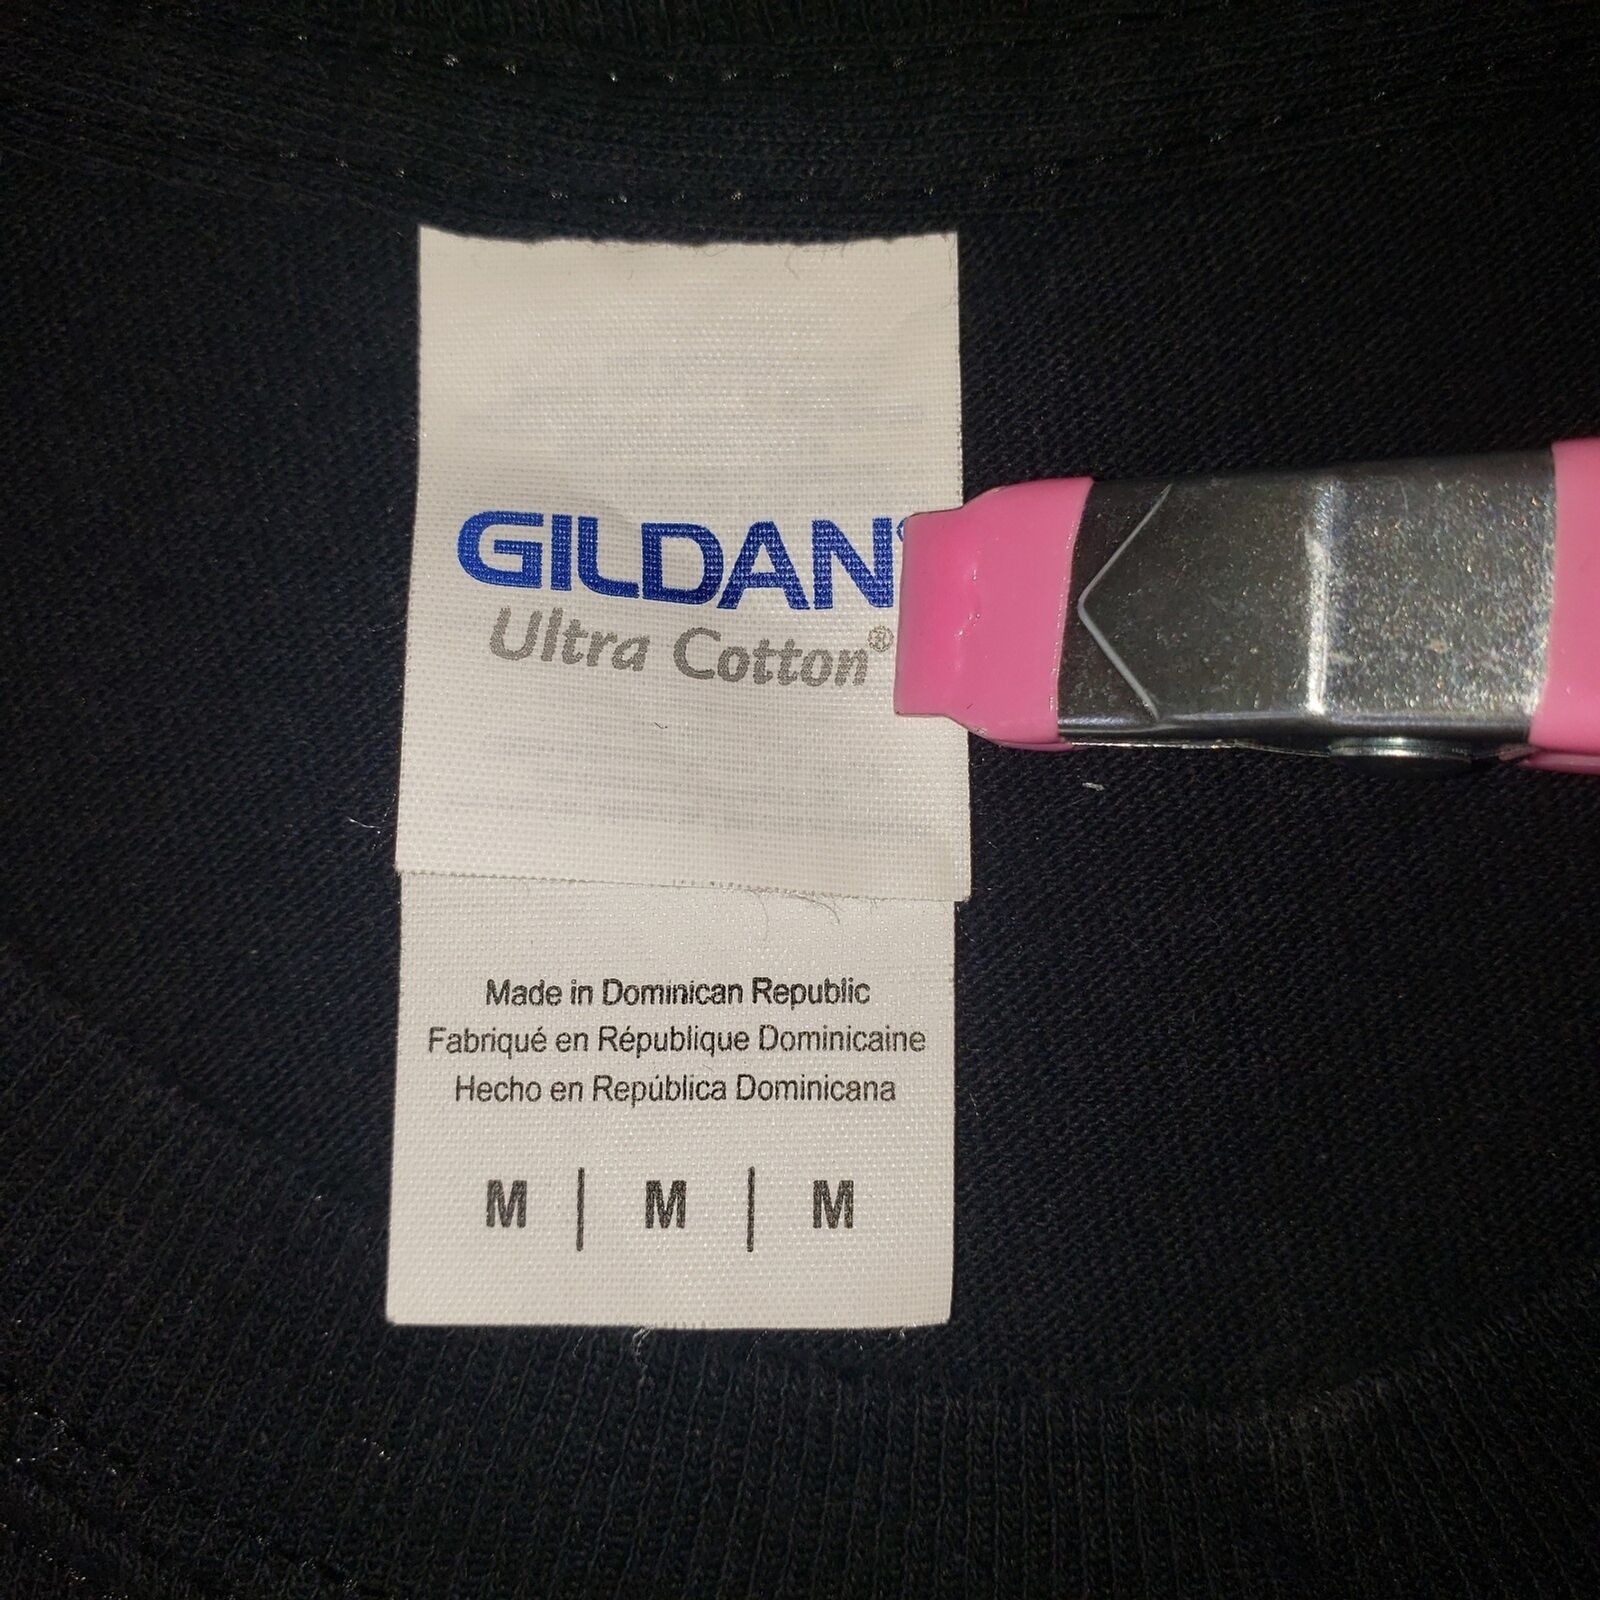 GILDAN
Ultra Cotton®
Made in Dominican Republic
Fabriqué en République Dominicaine
Hecho en República Dominicana
M | M | M